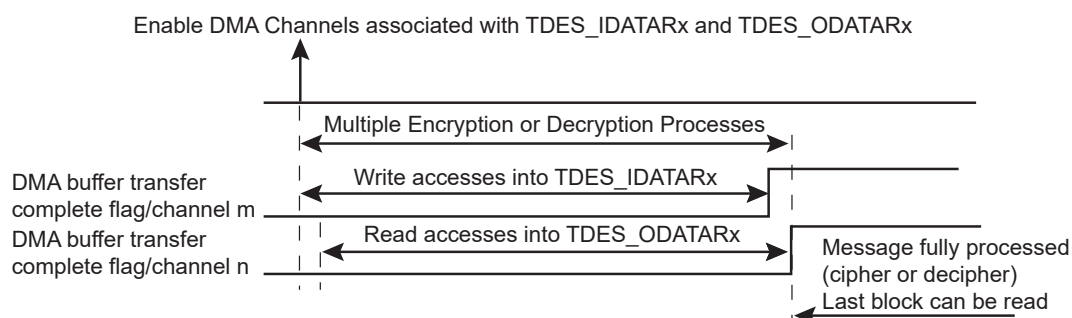 Enable DMA Channels associated with TDES_IDATARx and TDES_ODATARx
Multiple Encryption or Decryption Processes
DMA buffer transfer
complete flag/channel m
Write accesses into TDES_IDATARx
DMA buffer transfer
complete flag/channel n
Read accesses into TDES_ODATARx
Message fully processed
(cipher or decipher)
Last block can be read